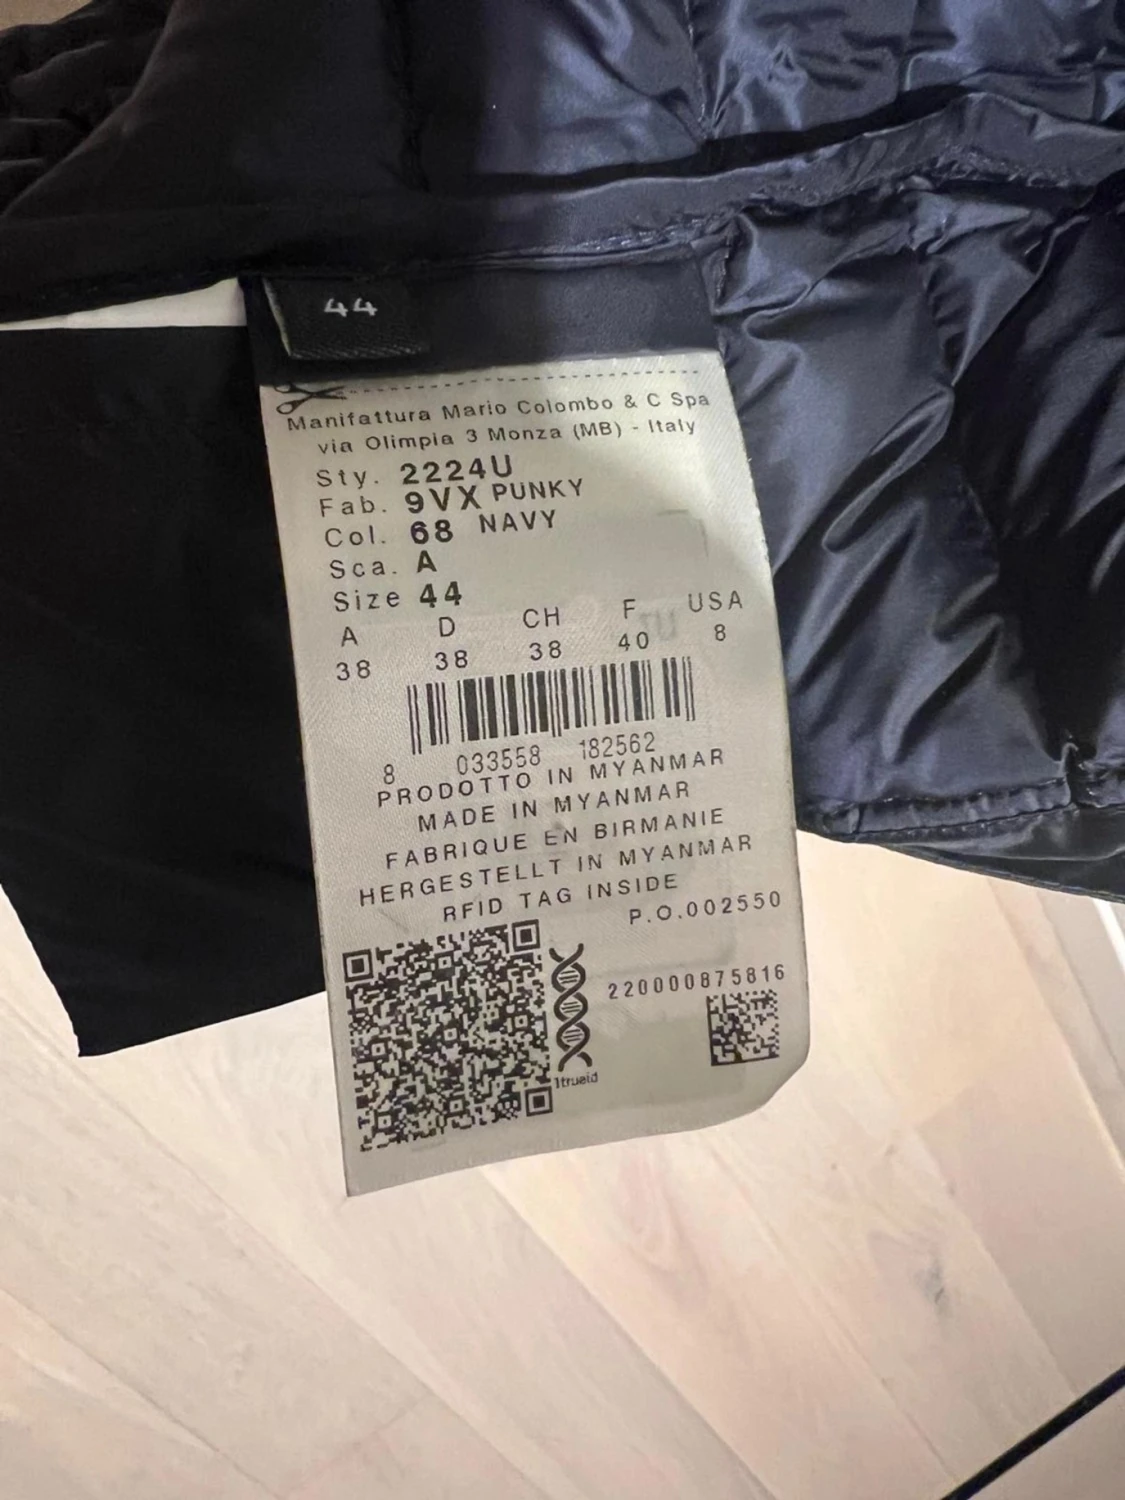 44
Manifattura Mario Colombo & C Spa
via Olimpia 3 Monza (MB) - Italy
Sty. 2224U
Fab. 9VX PUNKY
Col. 68 NAVY
Sca. A
Size 44
A D CH F USA
38 38 38 40 8
8 033558 182562
PRODOTTO IN MYANMAR
MADE IN MYANMAR
FABRIQUE EN BIRMANIE
HERGESTELLT IN MYANMAR
RFID TAG INSIDE
P.O.002550
220000875816
1trueid